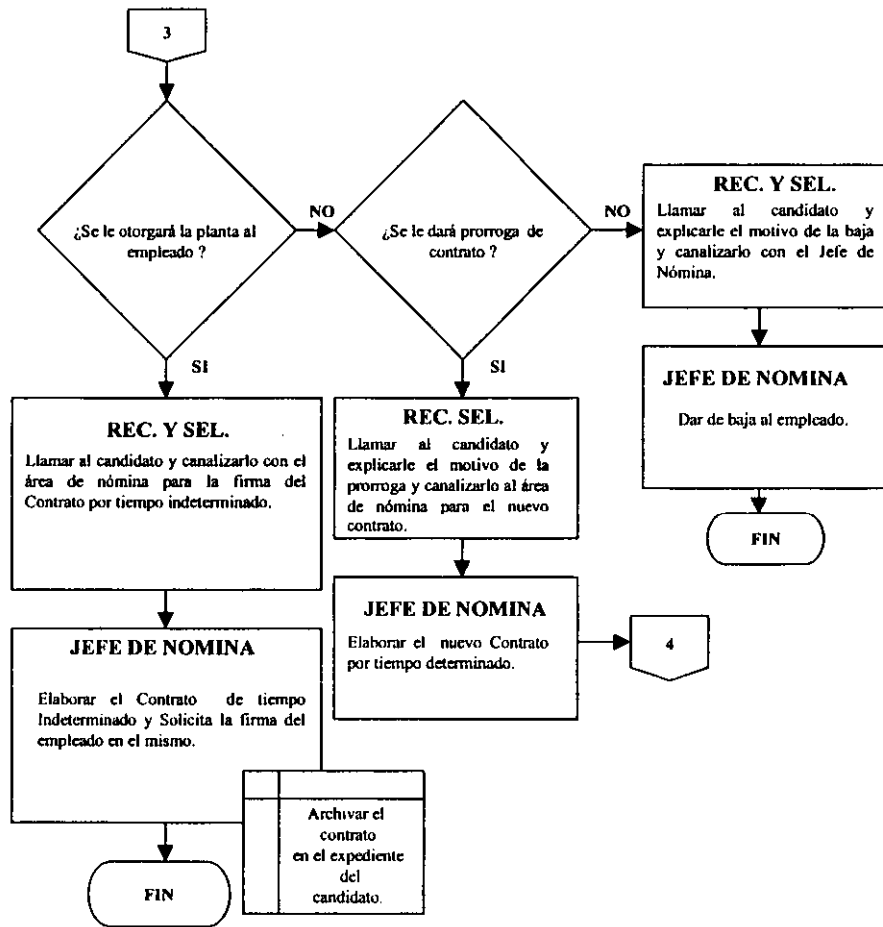 3
¿Se le otorgará la planta al
empleado ?
NO
¿Se le dará prorroga de
contrato ?
NO
REC. Y SEL.
Llamar al candidato y
explicarle el motivo de la baja
y canalizarlo con el Jefe de
Nómina.
JEFE DE NOMINA
Dar de baja al empleado.
FIN
SI
REC. Y SEL.
Llamar al candidato y canalizarlo con el
área de nómina para la firma del
Contrato por tiempo indeterminado.
JEFE DE NOMINA
Elaborar el Contrato de tiempo
Indeterminado y Solicita la firma del
empleado en el mismo.
Archivar el
contrato
en el expediente
del
candidato.
FIN
SI
REC. SEL.
Llamar al candidato y
explicarle el motivo de la
prorroga y canalizarlo al área
de nómina para el nuevo
contrato.
JEFE DE NOMINA
Elaborar el nuevo Contrato
por tiempo determinado.
4